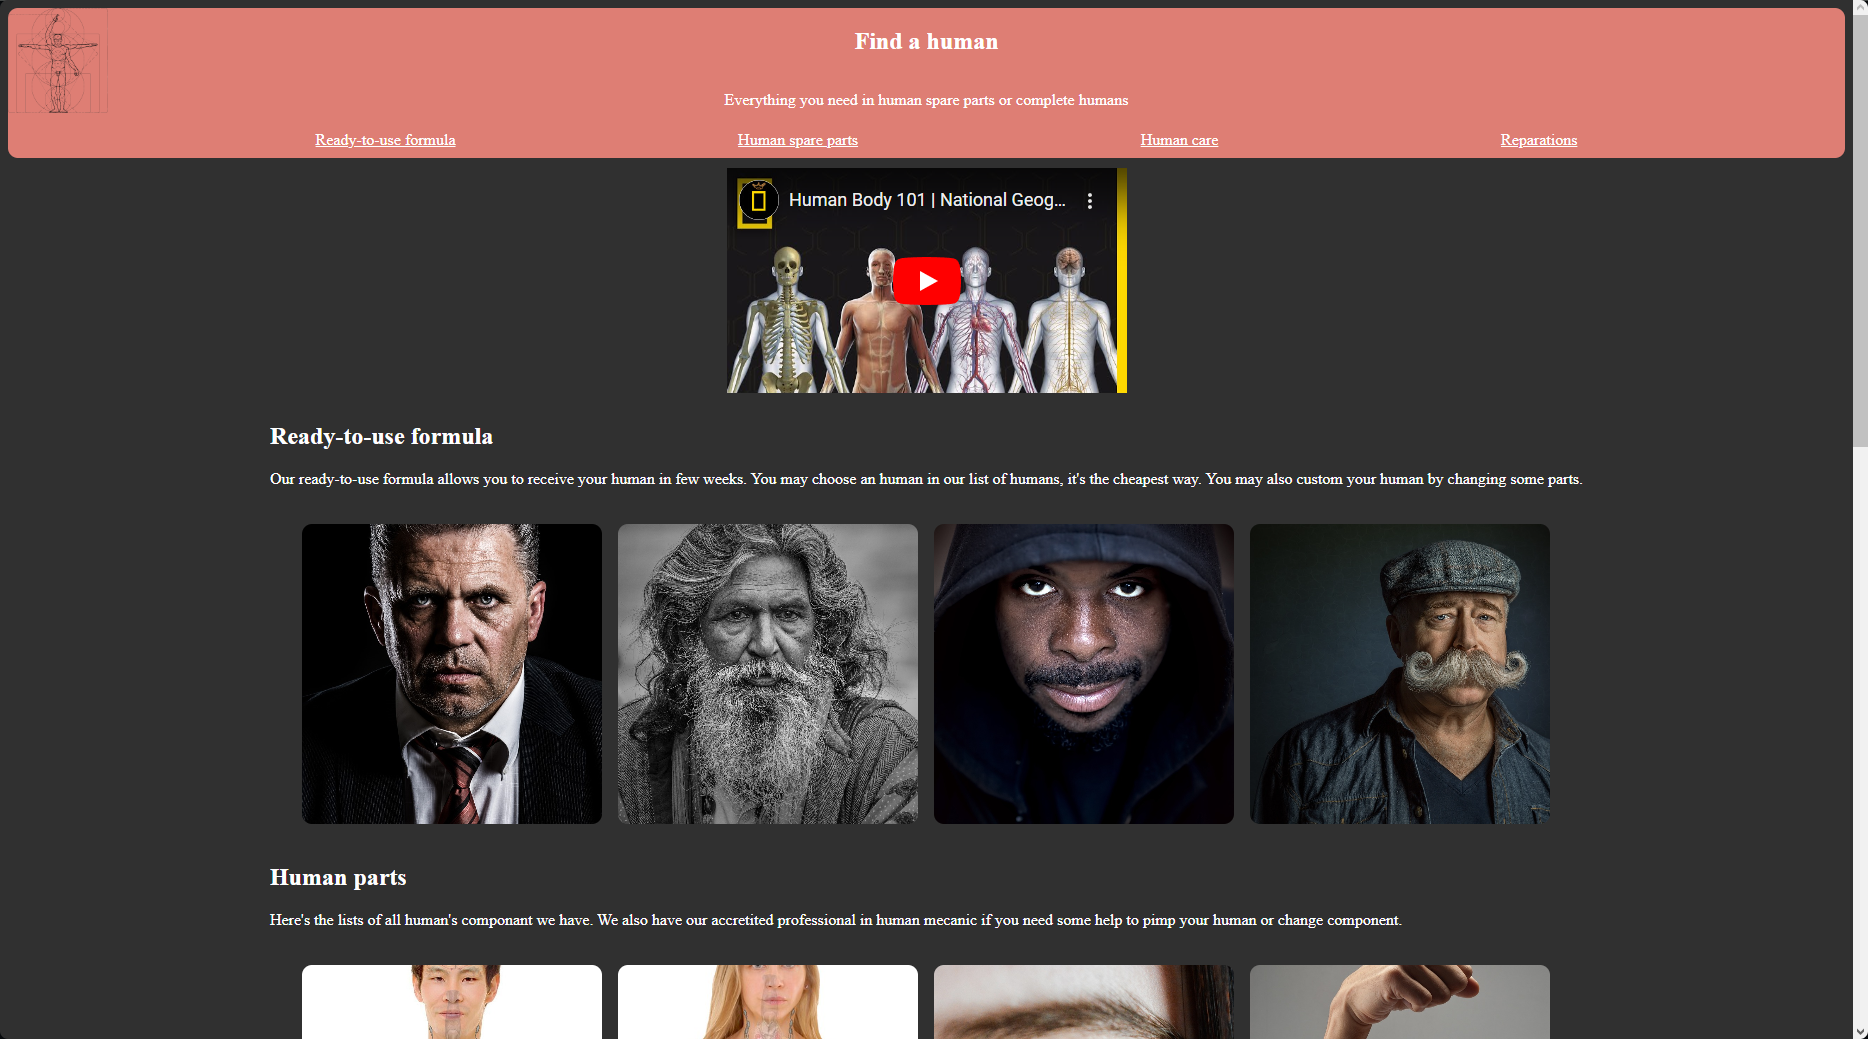 Find a human
Everything you need in human spare parts or complete humans
Ready-to-use formula
Human spare parts
Human care
Reparations
Human Body 101 | National Geog...
Ready-to-use formula
Our ready-to-use formula allows you to receive your human in few weeks. You may choose an human in our list of humans, it's the cheapest way. You may also custom your human by changing some parts.
Human parts
Here's the lists of all human's componant we have. We also have our accretited professional in human mecanic if you need some help to pimp your human or change component.